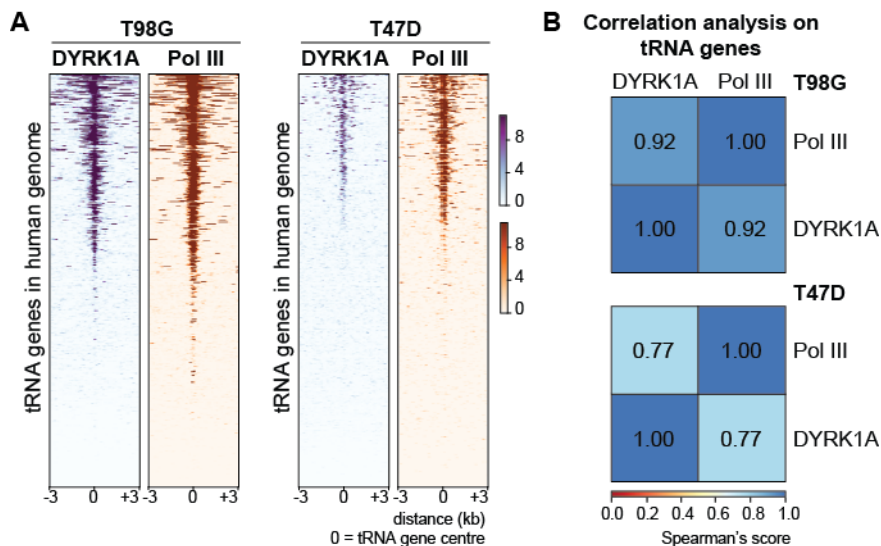 A
T98G
T47D
DYRK1A Pol III
DYRK1A Pol III
tRNA genes in human genome
tRNA genes in human genome
8
4
0
8
4
0
-3 0 +3
-3 0 +3
-3 0 +3
-3 0 +3
distance (kb)
0 = tRNA gene centre
B
Correlation analysis on
tRNA genes
DYRK1A Pol III
T98G
0.92 1.00 Pol III
1.00 0.92 DYRK1A
T47D
0.77 1.00 Pol III
1.00 0.77 DYRK1A
0.0 0.2 0.4 0.6 0.8 1.0
Spearman's score